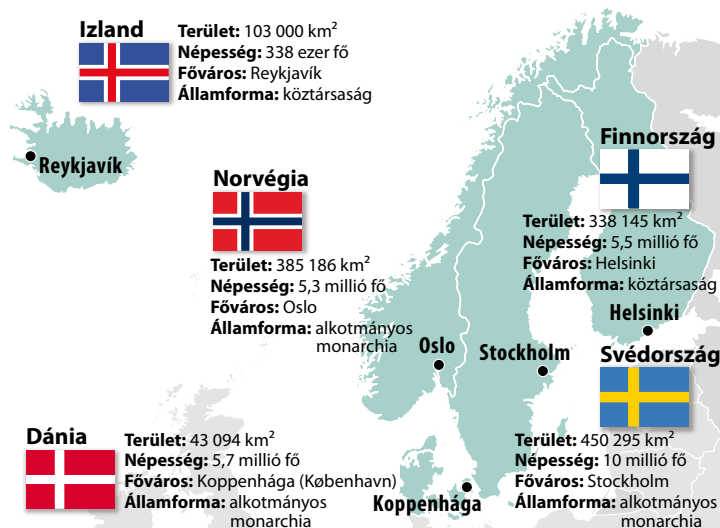 Izland
Terület: 103 000 km²
Népesség: 338 ezer fő
Főváros: Reykjavík
Államforma: köztársaság
Reykjavík
Finnország
Terület: 338 145 km²
Népesség: 5,5 millió fő
Főváros: Helsinki
Államforma: köztársaság
Helsinki
Norvégia
Terület: 385 186 km²
Népesség: 5,3 millió fő
Főváros: Oslo
Államforma: alkotmányos
monarchia
Oslo
Stockholm
Svédország
Terület: 450 295 km²
Népesség: 10 millió fő
Főváros: Stockholm
Államforma: alkotmányos
monarchia
Dánia
Terület: 43 094 km²
Népesség: 5,7 millió fő
Főváros: Koppenhága (København)
Államforma: alkotmányos
monarchia
Koppenhága